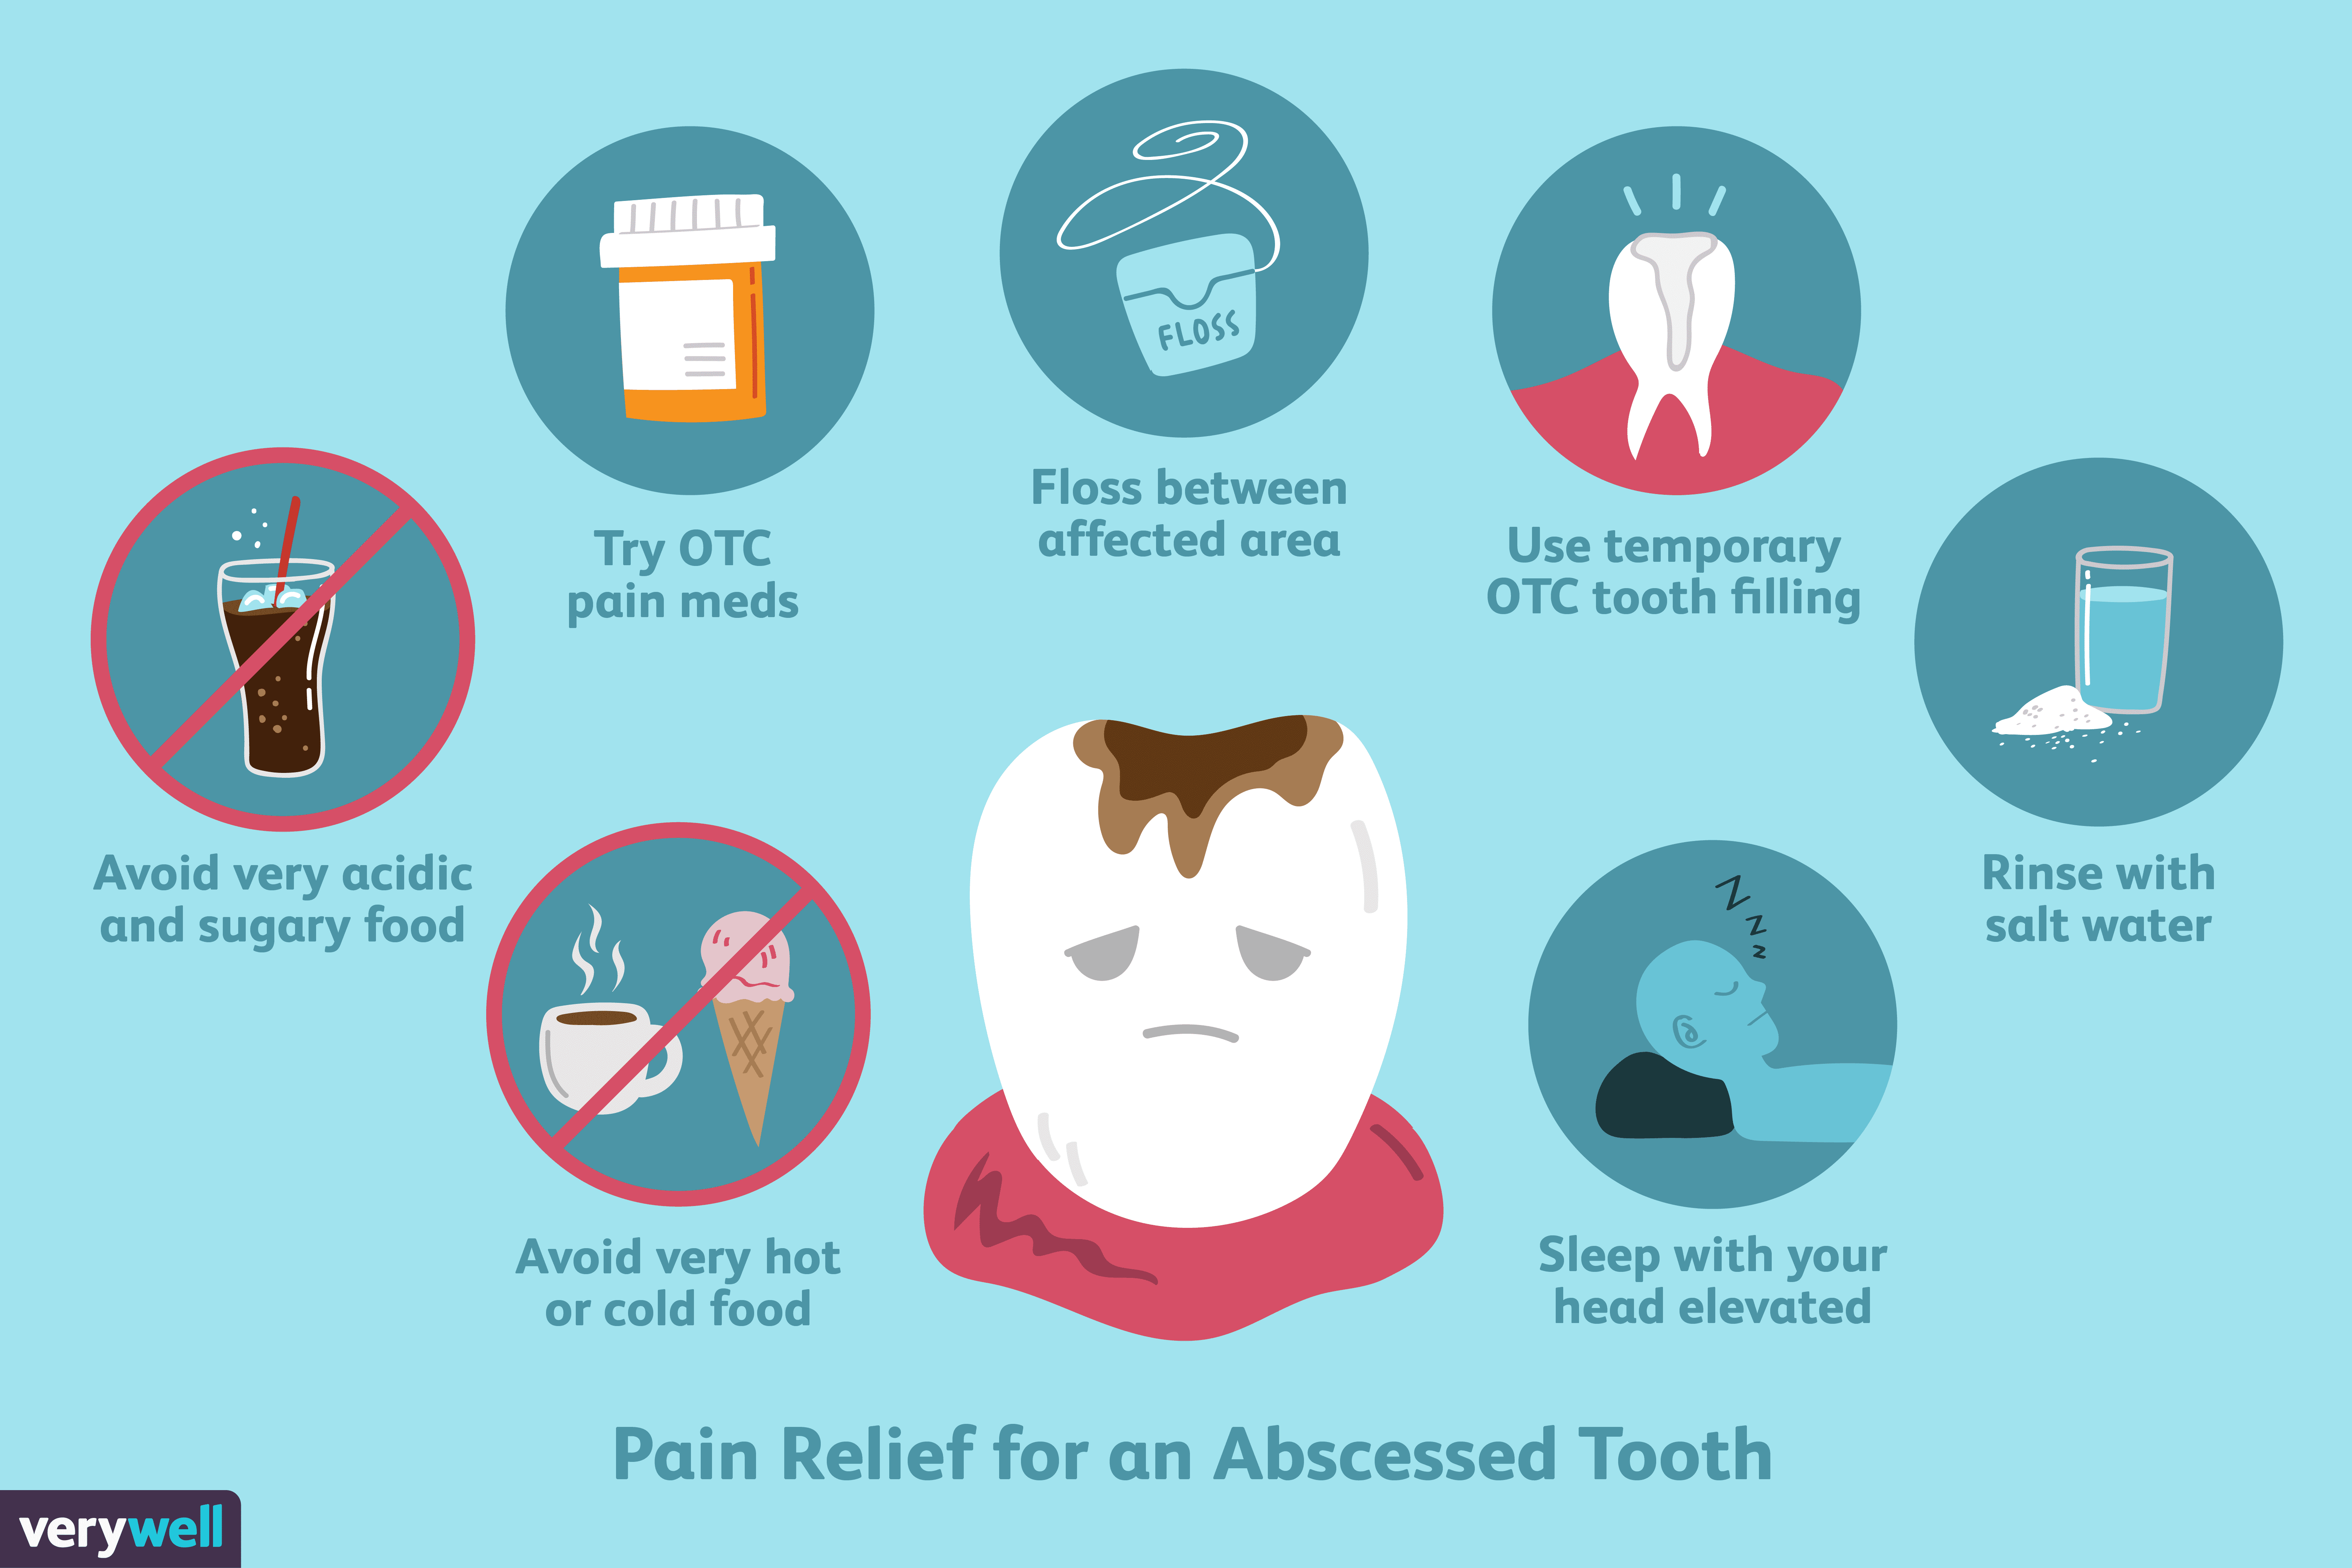 FLOSS
Floss between
affected area
Try OTC
pain meds
Use temporary
OTC tooth filling
Avoid very acidic
and sugary food
Rinse with
salt water
Z
Z
Z
Avoid very hot
or cold food
Sleep with your
head elevated
Pain Relief for an Abscessed Tooth
verywell